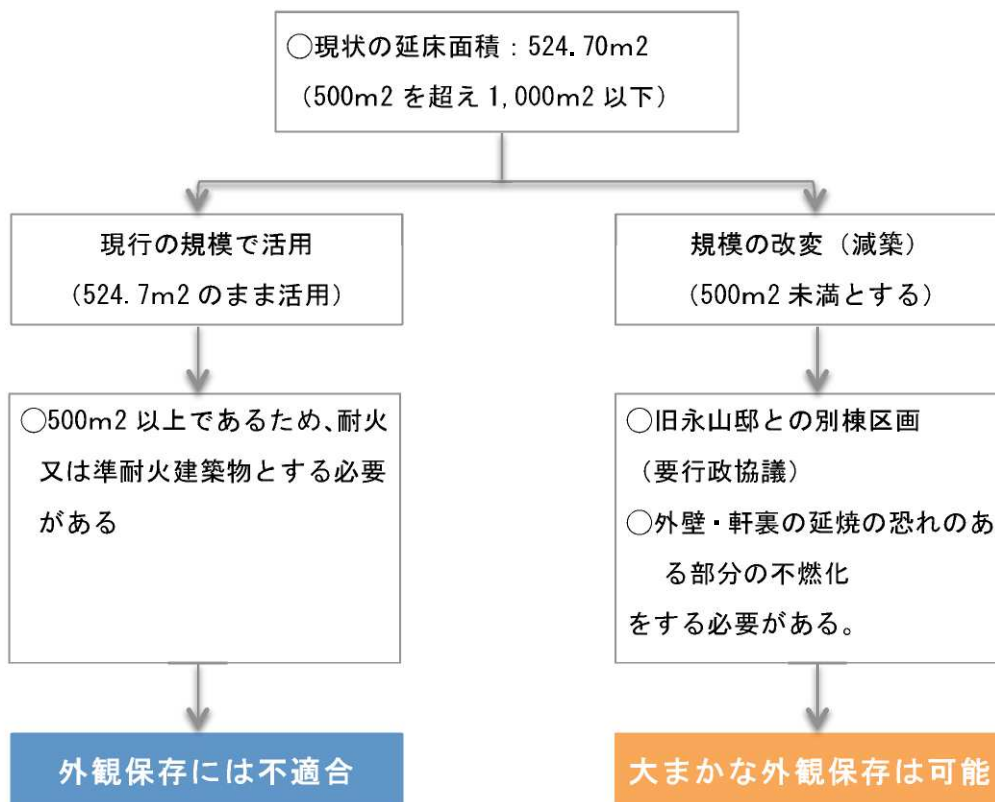 ○現状の延床面積：524.70m2
（500m2 を超え 1,000m2 以下）
現行の規模で活用
（524.7m2 のまま活用）
○500m2 以上であるため、耐火
又は準耐火建築物とする必要
がある
外観保存には不適合
規模の改変（減築）
（500m2 未満とする）
○旧永山邸との別棟区画
（要行政協議）
○外壁・軒裏の延焼の恐れのあ
る部分の不燃化
をする必要がある。
大まかな外観保存は可能